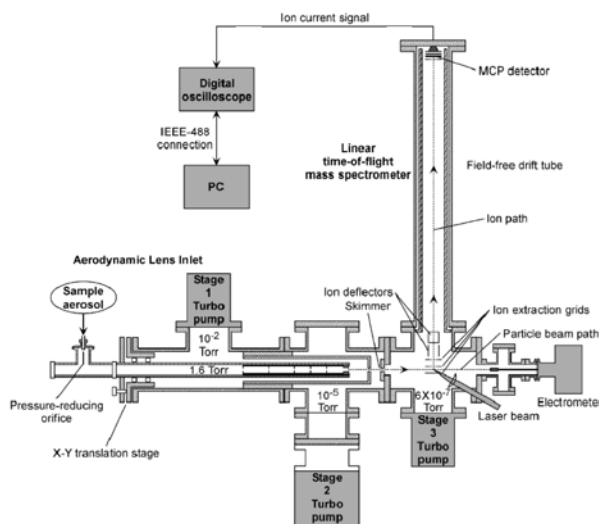 Ion current signal
Digital
oscilloscope
MCP detector
IEEE-488
connection
Linear
time-of-flight
mass spectrometer
Field-free drift tube
PC
Ion path
Aerodynamic Lens Inlet
Sample
aerosol
Stage
1
Turbo
pump
Ion deflectors
Skimmer
Ion extraction grids
Particle beam path
10-2
Torr
1.6 Torr
Pressure-reducing
orifice
X-Y translation stage
10-5
Torr
6X10-7
Torr
Laser beam
Electrometer
Stage
3
Turbo
pump
Stage
2
Turbo
pump